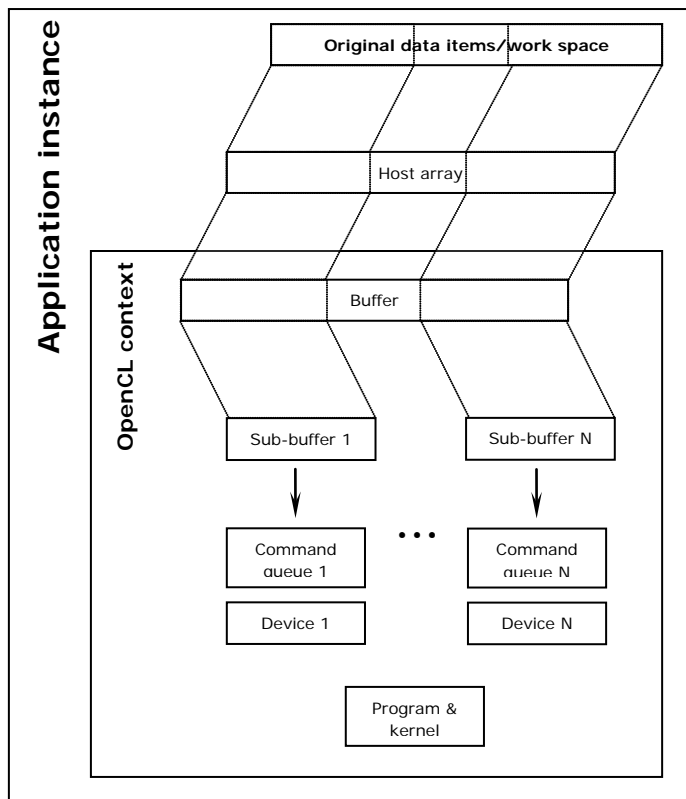 Application instance
Original data items/work space
Host array
OpenCL context
Buffer
Sub-buffer 1
Sub-buffer N
Command
queue 1
...
Command
queue N
Device 1
Device N
Program &
kernel